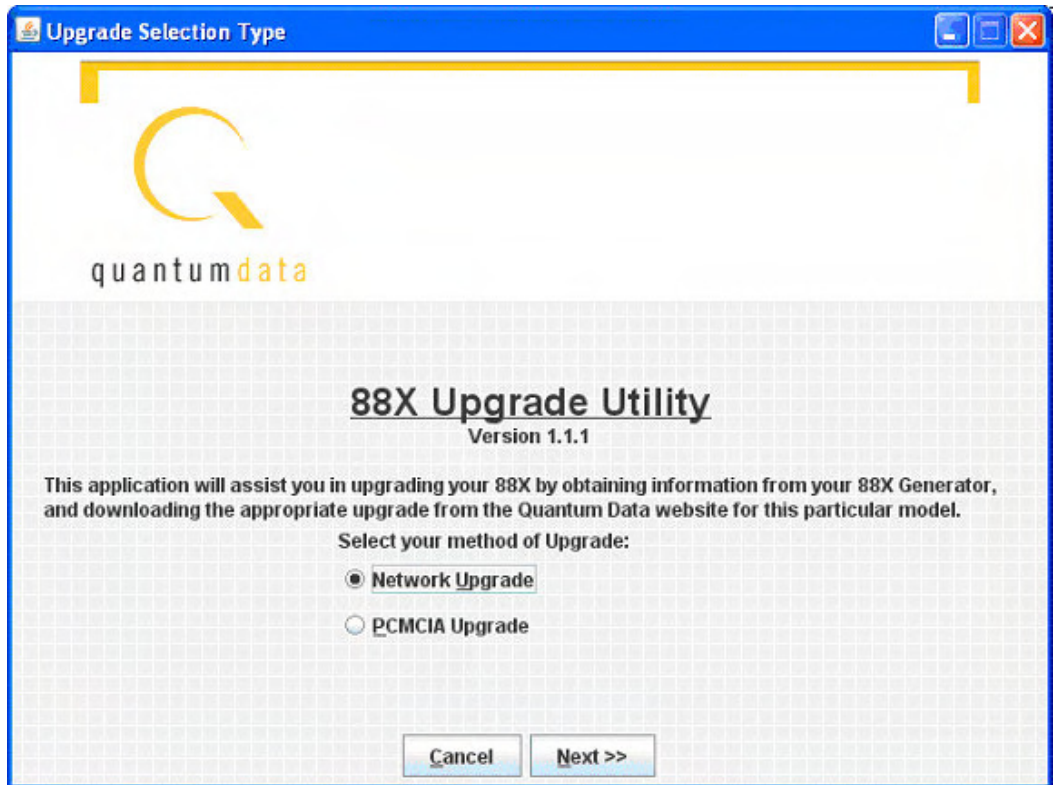 Upgrade Selection Type
quantumdata
88X Upgrade Utility
Version 1.1.1
This application will assist you in upgrading your 88X by obtaining information from your 88X Generator,
and downloading the appropriate upgrade from the Quantum Data website for this particular model.
Select your method of Upgrade:
Network Upgrade
PCMCIA Upgrade
Cancel
Next >>